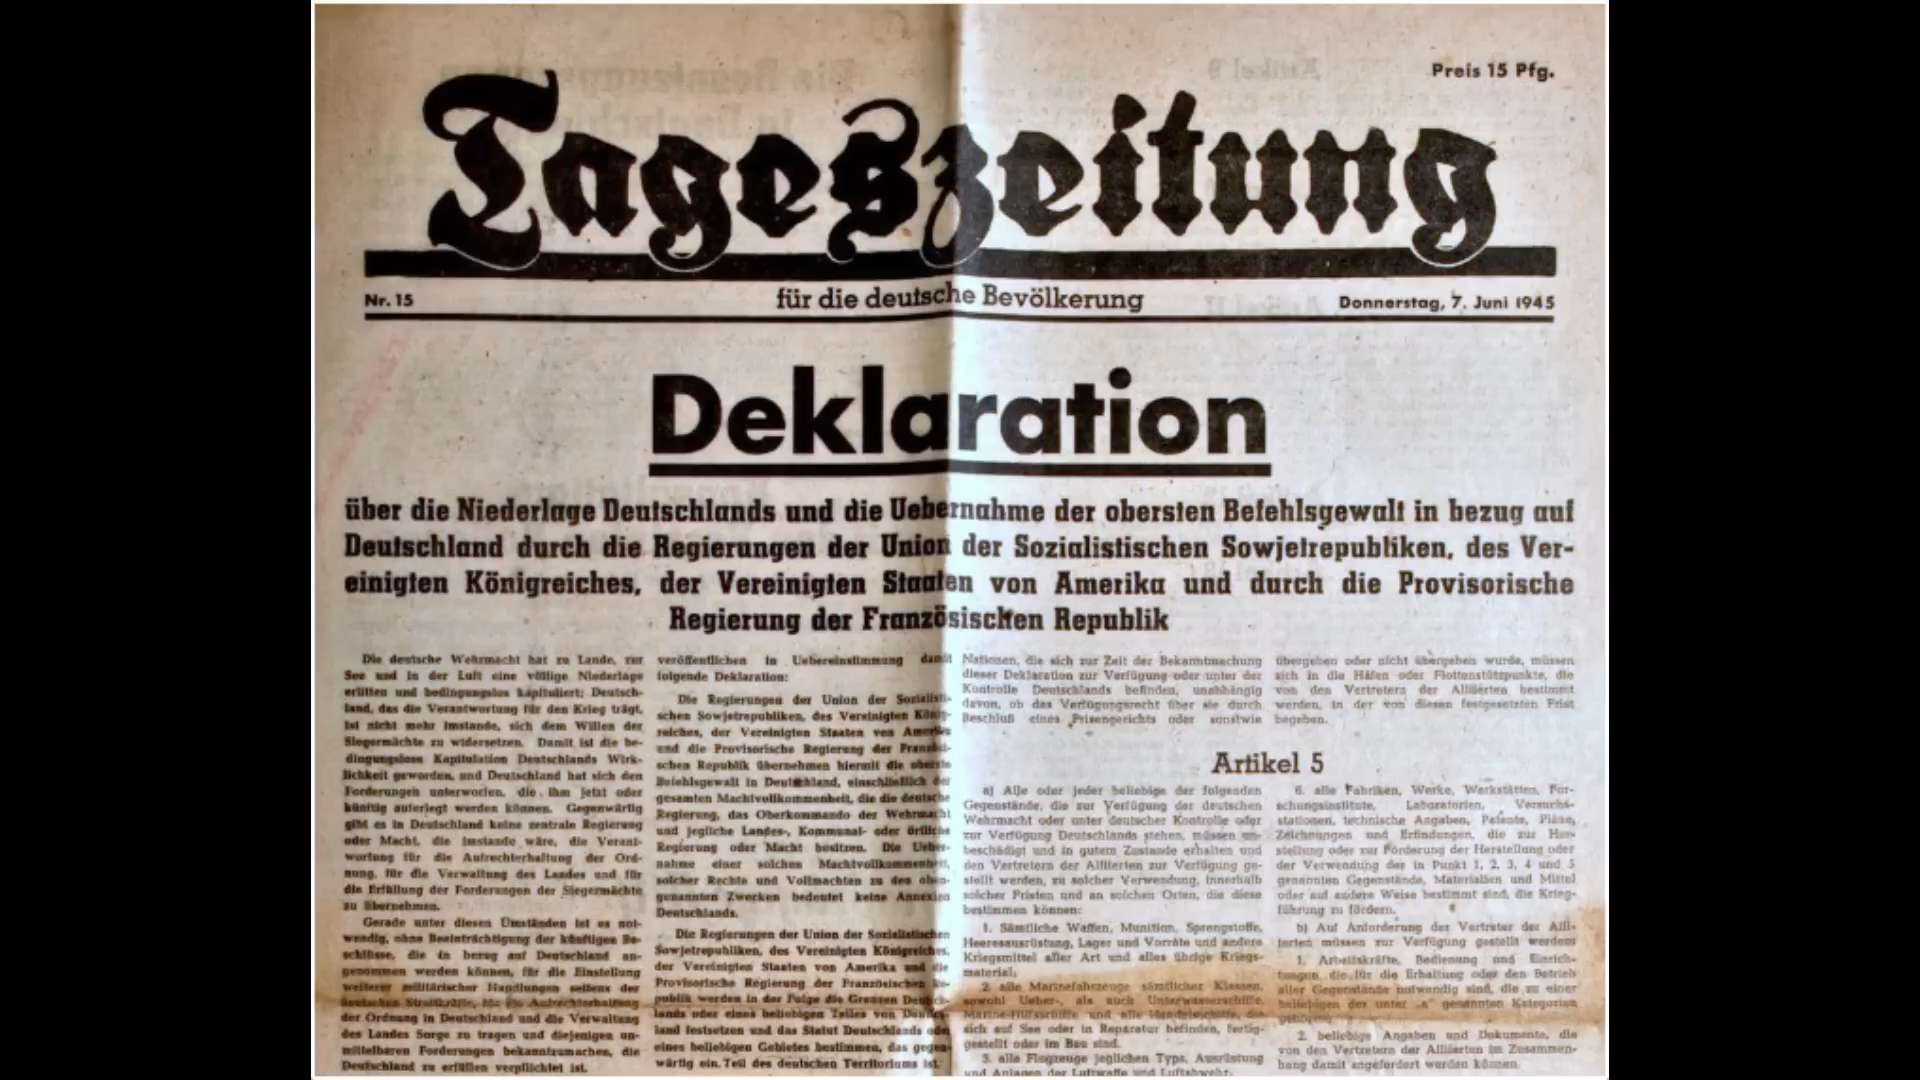 Preis 15 Pfg.
Tageszeitung
Nr. 15
für die deutsche Bevölkerung
Donnerstag, 7. Juni 1945
Deklaration
über die Niederlage Deutschlands und die Uebernahme der obersten Befehlsgewalt in bezug auf
Deutschland durch die Regierungen der Union der Sozialistischen Sowjetrepubliken, des Ver-
einigten Königreiches, der Vereinigten Staaten von Amerika und durch die Provisorische
Regierung der Französischen Republik
Die deutsche Wehrmacht hat zu Lande, zur
See und in der Luft eine völlige Niederlage
erlitten und bedingungslos kapituliert; Deutsch-
land, das die Verantwortung für den Krieg trägt,
ist nicht mehr imstande, sich dem Willen der
Siegermächte zu widersetzen. Damit ist die be-
dingungslose Kapitulation Deutschlands Wirk-
lichkeit geworden, und Deutschland hat sich den
Forderungen unterworfen, die ihm jetzt oder
künftig auferlegt werden können. Gegenwärtig
gibt es in Deutschland keine zentrale Regierung
oder Macht, die imstande wäre, die Verant-
wortung für die Aufrechterhaltung der Ord-
nung, für die Verwaltung des Landes und für
die Erfüllung der Forderungen der Siegermächte
zu übernehmen.
Gerade unter diesen Umständen ist es not-
wendig, ohne Beeinträchtigung der künftigen Be-
schlüsse, die in bezug auf Deutschland an-
genommen werden können, für die Einstellung
weiterer militärischer Handlungen seitens der
deutschen Streitkräfte, für die Aufrechterhaltung
der Ordnung in Deutschland und die Verwaltung
des Landes Sorge zu tragen und diejenigen un-
mittelbaren Forderungen bekanntzumachen, die
Deutschland zu erfüllen verpflichtet ist.
veröffentlichen in Uebereinstimmung damit
folgende Deklaration:
Die Regierungen der Union der Sozialisti-
schen Sowjetrepubliken, des Vereinigten König-
reiches, der Vereinigten Staaten von Amerika
und die Provisorische Regierung der Französi-
schen Republik übernehmen hiermit die oberste
Befehlsgewalt in Deutschland, einschließlich der
gesamten Machtvollkommenheit, die die deutsche
Regierung, das Oberkommando der Wehrmacht
und jegliche Landes-, Kommunal- oder örtliche
Regierung oder Macht besitzen. Die Ueber-
nahme einer solchen Machtvollkommenheit,
solcher Rechte und Vollmachten zu den oben-
genannten Zwecken bedeutet keine Annexion
Deutschlands.
Die Regierungen der Union der Sozialistischen
Sowjetrepubliken, des Vereinigten Königreiches,
der Vereinigten Staaten von Amerika und die
Provisorische Regierung der Französischen Re-
publik werden in der Folge die Grenzen Deutsch-
lands oder eines beliebigen Teiles von Deutsch-
land festsetzen und das Statut Deutschlands oder
eines beliebigen Gebietes bestimmen, das gegen-
wärtig ein Teil des deutschen Territoriums ist.
Nationen, die sich zur Zeit der Bekanntmachung
dieser Deklaration zur Verfügung oder unter der
Kontrolle Deutschlands befinden, unabhängig
davon, ob das Verfügungsrecht über sie durch
Beschluß eines Prisengerichts oder sonstwie
übergeben oder nicht übergeben wurde, müssen
sich in die Häfen oder Flottenstützpunkte, die
von den Vertretern der Alliierten bestimmt
werden, in der von diesen festgesetzten Frist
begeben.
Artikel 5
a) Alle oder jeder beliebige der folgenden
Gegenstände, die zur Verfügung der deutschen
Wehrmacht oder unter deutscher Kontrolle oder
zur Verfügung Deutschlands stehen, müssen un-
beschädigt und in gutem Zustande erhalten und
den Vertretern der Alliierten zur Verfügung ge-
stellt werden, zu solcher Verwendung, innerhalb
solcher Fristen und an solchen Orten, die diese
bestimmen können:
1. Sämtliche Waffen, Munition, Sprengstoffe,
Heeresausrüstung, Lager und Vorräte und andere
Kriegsmittel aller Art und alles übrige Kriegs-
material;
2. alle Marinefahrzeuge sämtlicher Klassen,
sowohl Ueber-, als auch Unterwasserschiffe,
Marine-Hilfsschiffe und alle Handelsschiffe, die
sich auf See oder in Reparatur befinden, fertig-
gestellt oder im Bau sind.
3. alle Flugzeuge jeglichen Typs, Ausrüstung
und Anlagen der Luftwaffe und Luftabwehr.
6. alle Fabriken, Werke, Werkstätten, For-
schungsinstitute, Laboratorien, Versuchs-
stationen, technische Angaben, Patente, Pläne,
Zeichnungen und Erfindungen, die zur Her-
stellung oder zur Förderung der Herstellung oder
der Verwendung der in Punkt 1, 2, 3, 4 und 5
genannten Gegenstände, Materialien und Mittel
oder auf andere Weise bestimmt sind, die Krieg-
führung zu fördern.
b) Auf Anforderung der Vertreter der Alli-
ierten müssen zur Verfügung gestellt werden:
1. Arbeitskräfte, Bedienung und Einrich-
tungen, die für die Erhaltung oder den Betrieb
aller Gegenstände notwendig sind, die zu einer
beliebigen der unter „a“ genannten Kategorien
gehören;
2. beliebige Angaben und Dokumente, die
von den Vertretern der Alliierten im Zusammen-
hang damit angefordert werden können.